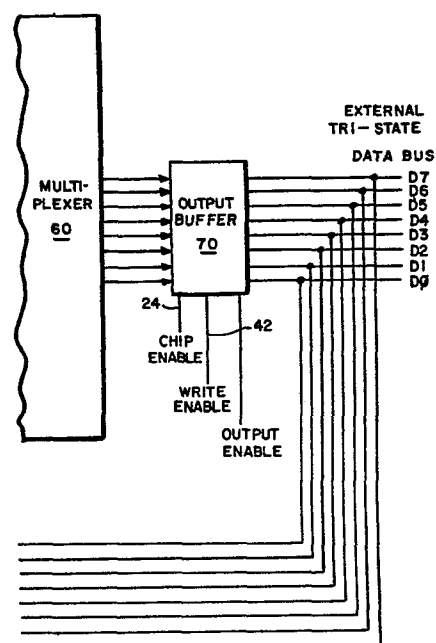 EXTERNAL
TRI-STATE
DATA BUS
MULTI-
PLEXER
60
OUTPUT
BUFFER
70
D7
D6
D5
D4
D3
D2
D1
DØ
24
42
CHIP
ENABLE
WRITE
ENABLE
OUTPUT
ENABLE